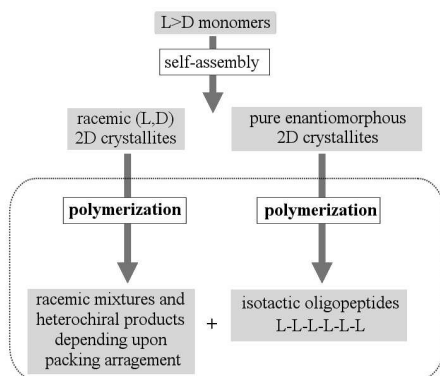 L>D monomers
self-assembly
racemic (L,D)
2D crystallites
pure enantiomorphous
2D crystallites
polymerization
polymerization
racemic mixtures and
heterochiral products
depending upon
packing arragement
+
isotactic oligopeptides
L-L-L-L-L-L